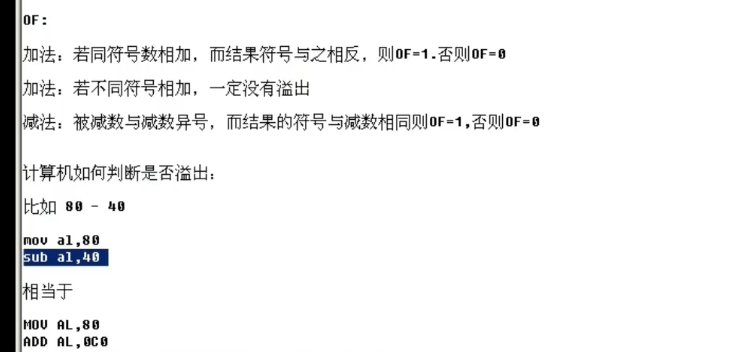 OF:
加法：若同符号数相加，而结果符号与之相反，则OF=1.否则OF=0
加法：若不同符号相加，一定没有溢出
减法：被减数与减数异号，而结果的符号与减数相同则OF=1,否则OF=0
计算机如何判断是否溢出：
比如 80 - 40
mov al,80
sub al,40
相当于
MOV AL,80
ADD AL,0C0